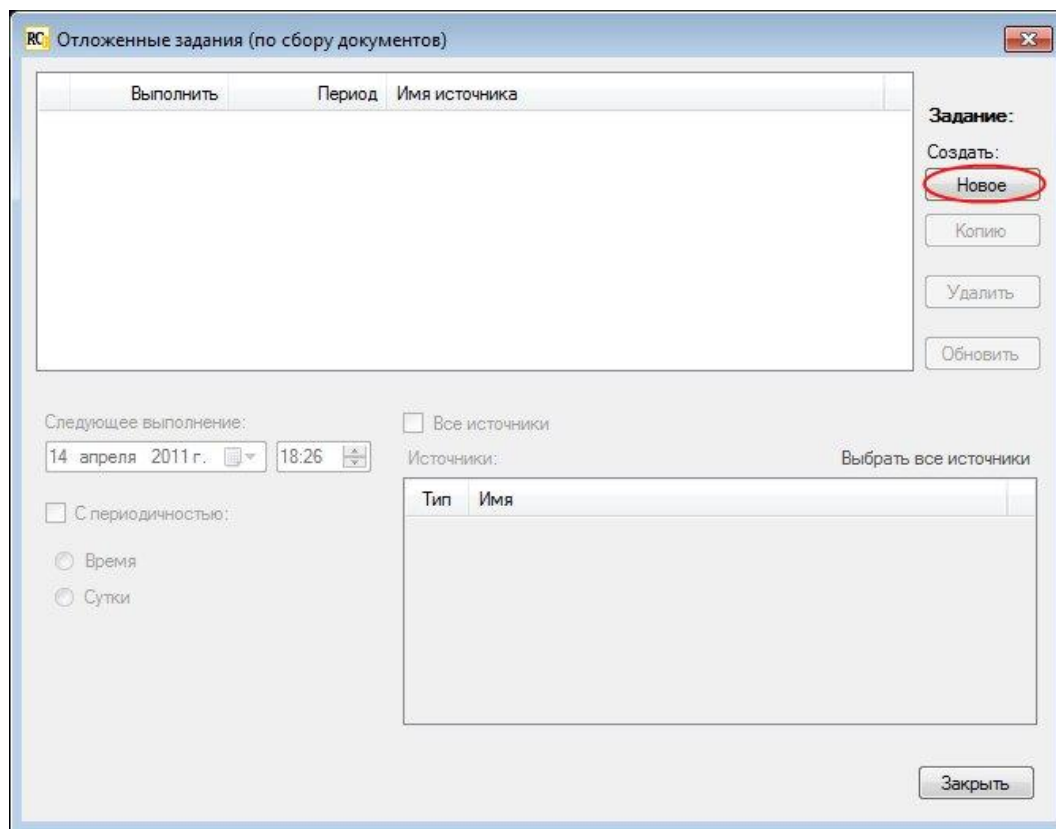 RC Отложенные задания (по сбору документов)
Выполнить Период Имя источника
Задание:
Создать:
Новое
Копию
Удалить
Обновить
Следующее выполнение:
14 апреля 2011 г. 18:26
С периодичностью:
Время
Сутки
Все источники
Источники: Выбрать все источники
Тип Имя
Закрыть